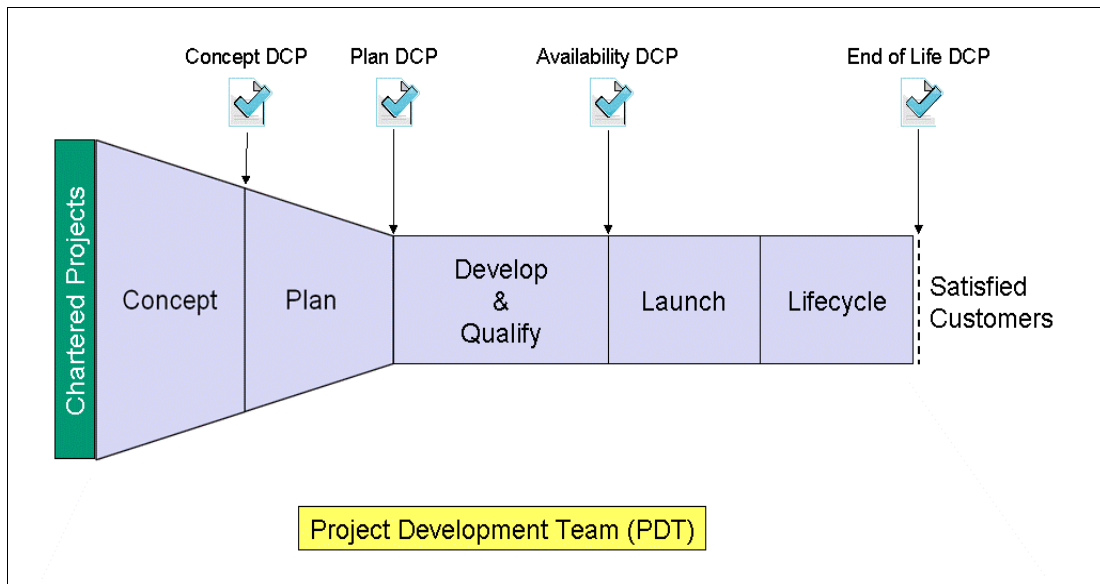 Concept DCP
Plan DCP
Availability DCP
End of Life DCP
Chartered Projects
Concept
Plan
Develop
&
Qualify
Launch
Lifecycle
Satisfied
Customers
Project Development Team (PDT)